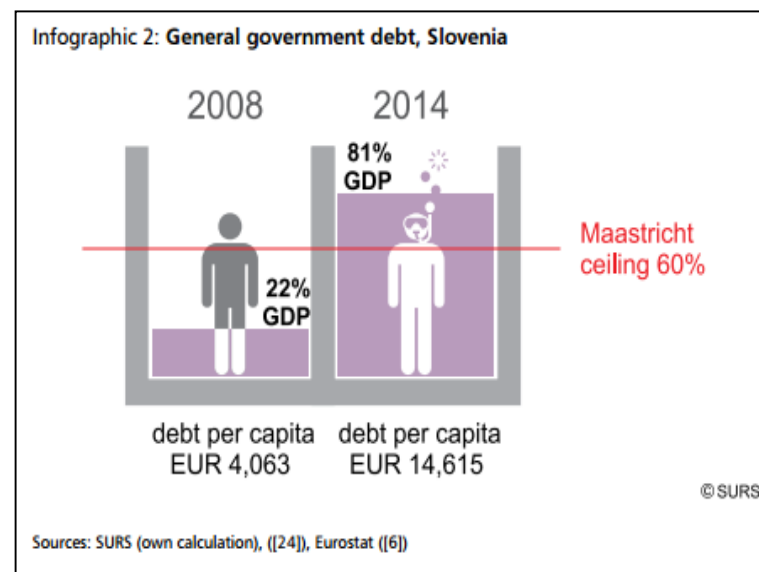 Infographic 2: General government debt, Slovenia
2008
2014
81%
GDP
Maastricht
ceiling 60%
22%
GDP
debt per capita
EUR 4,063
debt per capita
EUR 14,615
© SURS
Sources: SURS (own calculation), ([24]), Eurostat ([6])